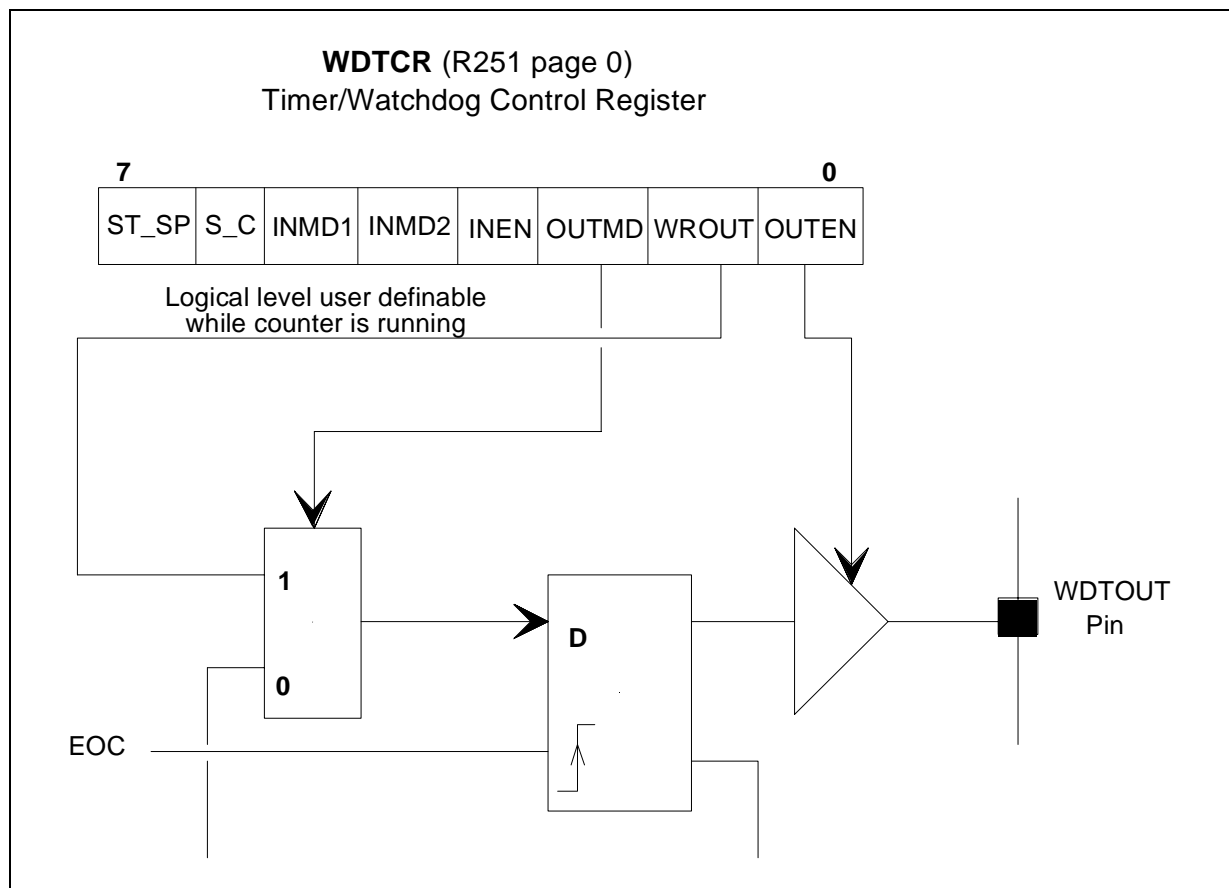 WDTCR (R251 page 0)
Timer/Watchdog Control Register
7 0
ST_SP S_C INMD1 INMD2 INEN OUTMD WROUT OUTEN
Logical level user definable
while counter is running
1
D
WDTOUT
Pin
0
EOC